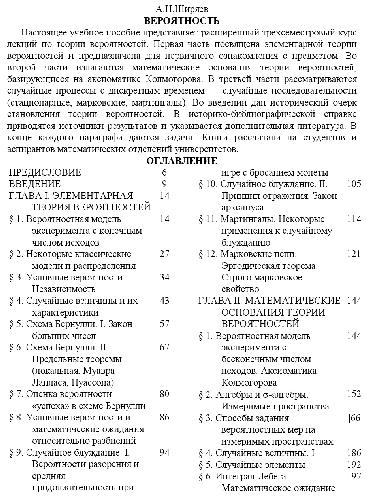 А.Н.Ширяев
ВЕРОЯТНОСТЬ
Настоящее учебное пособие представляет расширенный трехсеместровый курс
лекций по теории вероятностей. Первая часть посвящена элементарной теории
вероятностей и предназначена для первичного ознакомления с предметом. Во
второй части излагаются математические основания теории вероятностей,
базирующиеся на аксиоматике Колмогорова. В третьей части рассматриваются
случайные процессы с дискретным временем — случайные последовательности
(стационарные, марковские, мартингалы). Во введении дан исторический очерк
становления теории вероятностей. В историко-библиографической справке
приводятся источники результатов и указывается дополнительная литература. В
конце каждого параграфа даются задачи. Книга рассчитана на студентов и
аспирантов математических отделений университетов.
ОГЛАВЛЕНИЕ
ПРЕДИСЛОВИЕ 6
ВВЕДЕНИЕ 9
ГЛАВА I. ЭЛЕМЕНТАРНАЯ 14
ТЕОРИЯ ВЕРОЯТНОСТЕЙ
§ 1. Вероятностная модель 14
эксперимента с конечным
числом исходов
§ 2. Некоторые классические 27
модели и распределения
§ 3. Условные вероятности. 34
Независимость
§ 4. Случайные величины и их 43
характеристики
§ 5. Схема Бернулли. I. Закон 57
больших чисел
§ 6. Схема Бернулли. II. 67
Предельные теоремы
(локальная, Муавра-
Лапласа, Пуассона)
§ 7. Оценка вероятности 80
«успеха» в схеме Бернулли
§ 8. Условные вероятности и 86
математические ожидания
относительно разбиений
§ 9. Случайное блуждание. I. 94
Вероятности разорения и
средняя
продолжительность при
игре с бросанием монеты
§ 10. Случайное блуждание. II. 105
Принцип отражения. Закон
арксинуса
§ 11. Мартингалы. Некоторые 114
применения к случайному
блужданию
§ 12. Марковские цепи. 121
Эргодическая теорема.
Строго марковское
свойство
ГЛАВА II. МАТЕМАТИЧЕСКИЕ 144
ОСНОВАНИЯ ТЕОРИИ
ВЕРОЯТНОСТЕЙ
§ 1. Вероятностная модель 144
эксперимента с
бесконечным числом
исходов. Аксиоматика
Колмогорова
§ 2. Алгебры и σ-алгебры. 152
Измеримые пространства
§ 3. Способы задания |66
вероятностных мер на
измеримых пространствах
§ 4. Случайные величины. I 186
§ 5. Случайные элементы 192
§ 6. Интеграл Лебега. 197
Математическое ожидание